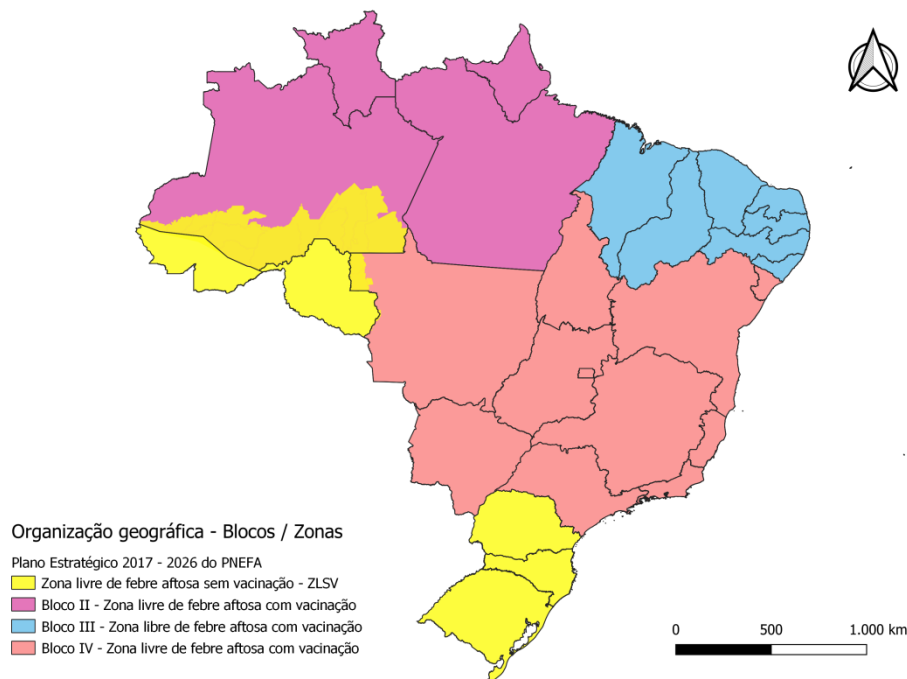 Organização geográfica - Blocos / Zonas
Plano Estratégico 2017 - 2026 do PNEFA
Zona livre de febre aftosa sem vacinação - ZLSV
Bloco II - Zona livre de febre aftosa com vacinação
Bloco III - Zona libre de febre aftosa com vacinação
Bloco IV - Zona livre de febre aftosa com vacinação
0 500 1.000 km